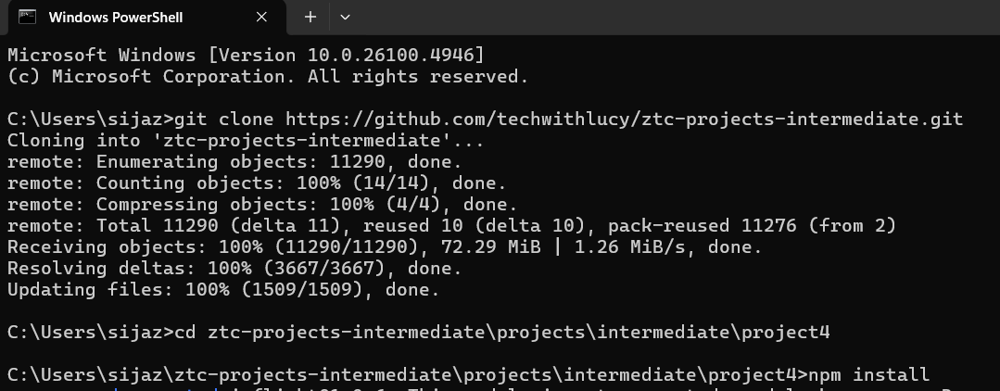 Windows PowerShell
Microsoft Windows [Version 10.0.26100.4946]
(c) Microsoft Corporation. All rights reserved.
C:\Users\sijaz>git clone https://github.com/techwithlucy/ztc-projects-intermediate.git
Cloning into 'ztc-projects-intermediate'...
remote: Enumerating objects: 11290, done.
remote: Counting objects: 100% (14/14), done.
remote: Compressing objects: 100% (4/4), done.
remote: Total 11290 (delta 11), reused 10 (delta 10), pack-reused 11276 (from 2)
Receiving objects: 100% (11290/11290), 72.29 MiB | 1.26 MiB/s, done.
Resolving deltas: 100% (3667/3667), done.
Updating files: 100% (1509/1509), done.
C:\Users\sijaz>cd ztc-projects-intermediate\projects\intermediate\project4
C:\Users\sijaz\ztc-projects-intermediate\projects\intermediate\project4>npm install